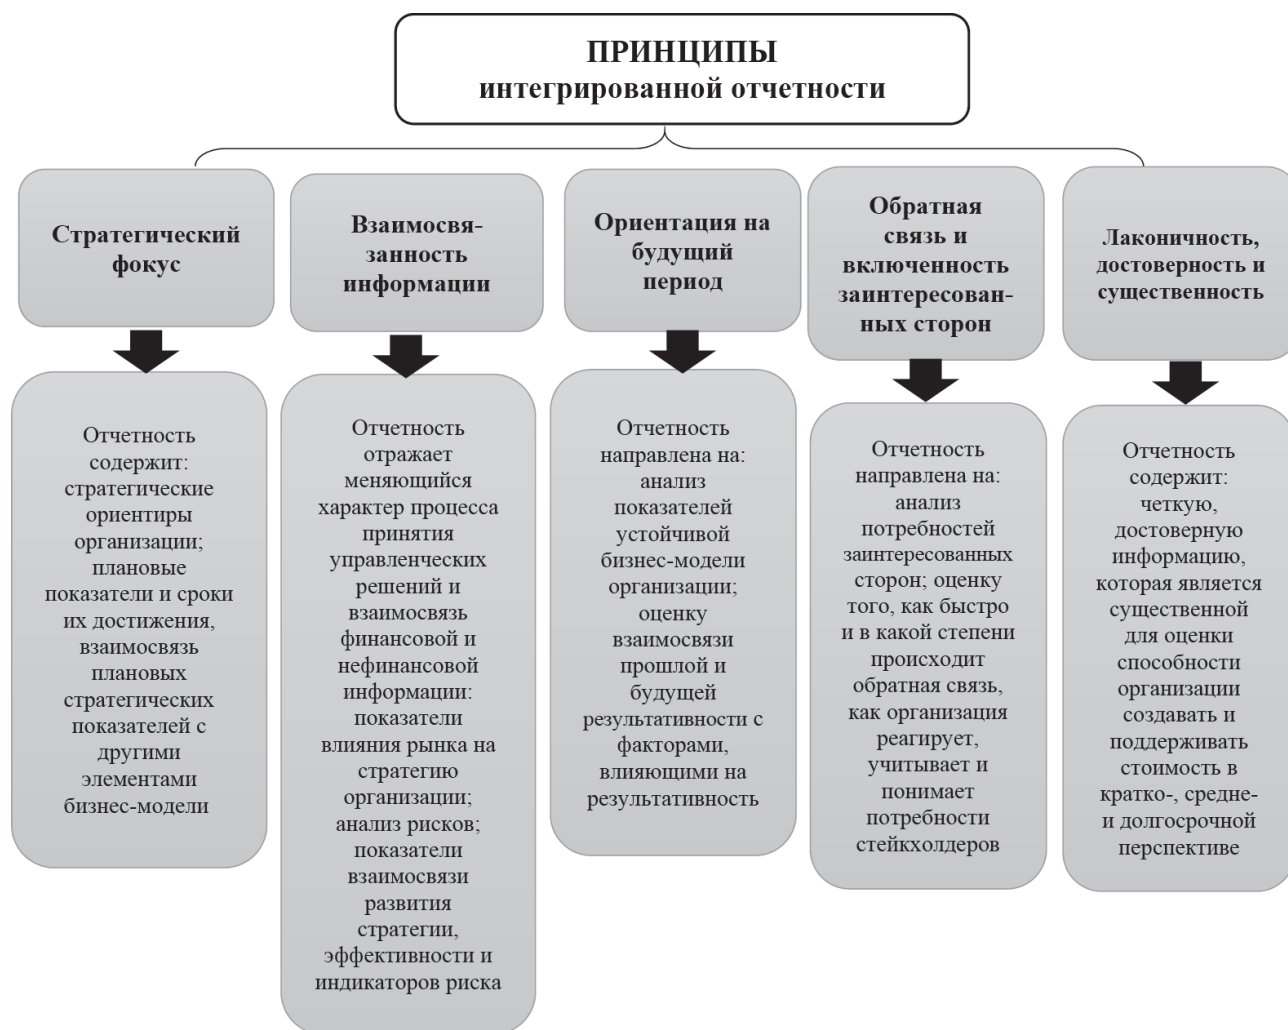 ПРИНЦИПЫ
интегрированной отчетности
Стратегический
фокус
Взаимосвя-
занность
информации
Ориентация на
будущий
период
Обратная
связь и
включенность
заинтересован-
ных сторон
Лаконичность,
достоверность и
существенность
Отчетность
содержит:
стратегические
ориентиры
организации;
плановые
показатели и сроки
их достижения,
взаимосвязь
плановых
стратегических
показателей с
другими
элементами
бизнес-модели
Отчетность
отражает
меняющийся
характер процесса
принятия
управленческих
решений и
взаимосвязь
финансовой и
нефинансовой
информации:
показатели
влияния рынка на
стратегию
организации;
анализ рисков;
показатели
взаимосвязи
развития
стратегии,
эффективности и
индикаторов риска
Отчетность
направлена на:
анализ
показателей
устойчивой
бизнес-модели
организации;
оценку
взаимосвязи
прошлой и
будущей
результативности с
факторами,
влияющими на
результативность
Отчетность
направлена на:
анализ
потребностей
заинтересованных
сторон; оценку
того, как быстро
и в какой степени
происходит
обратная связь,
как организация
реагирует,
учитывает и
понимает
потребности
стейкхолдеров
Отчетность
содержит:
четкую,
достоверную
информацию,
которая является
существенной
для оценки
способности
организации
создавать и
поддерживать
стоимость в
кратко-, средне-
и долгосрочной
перспективе